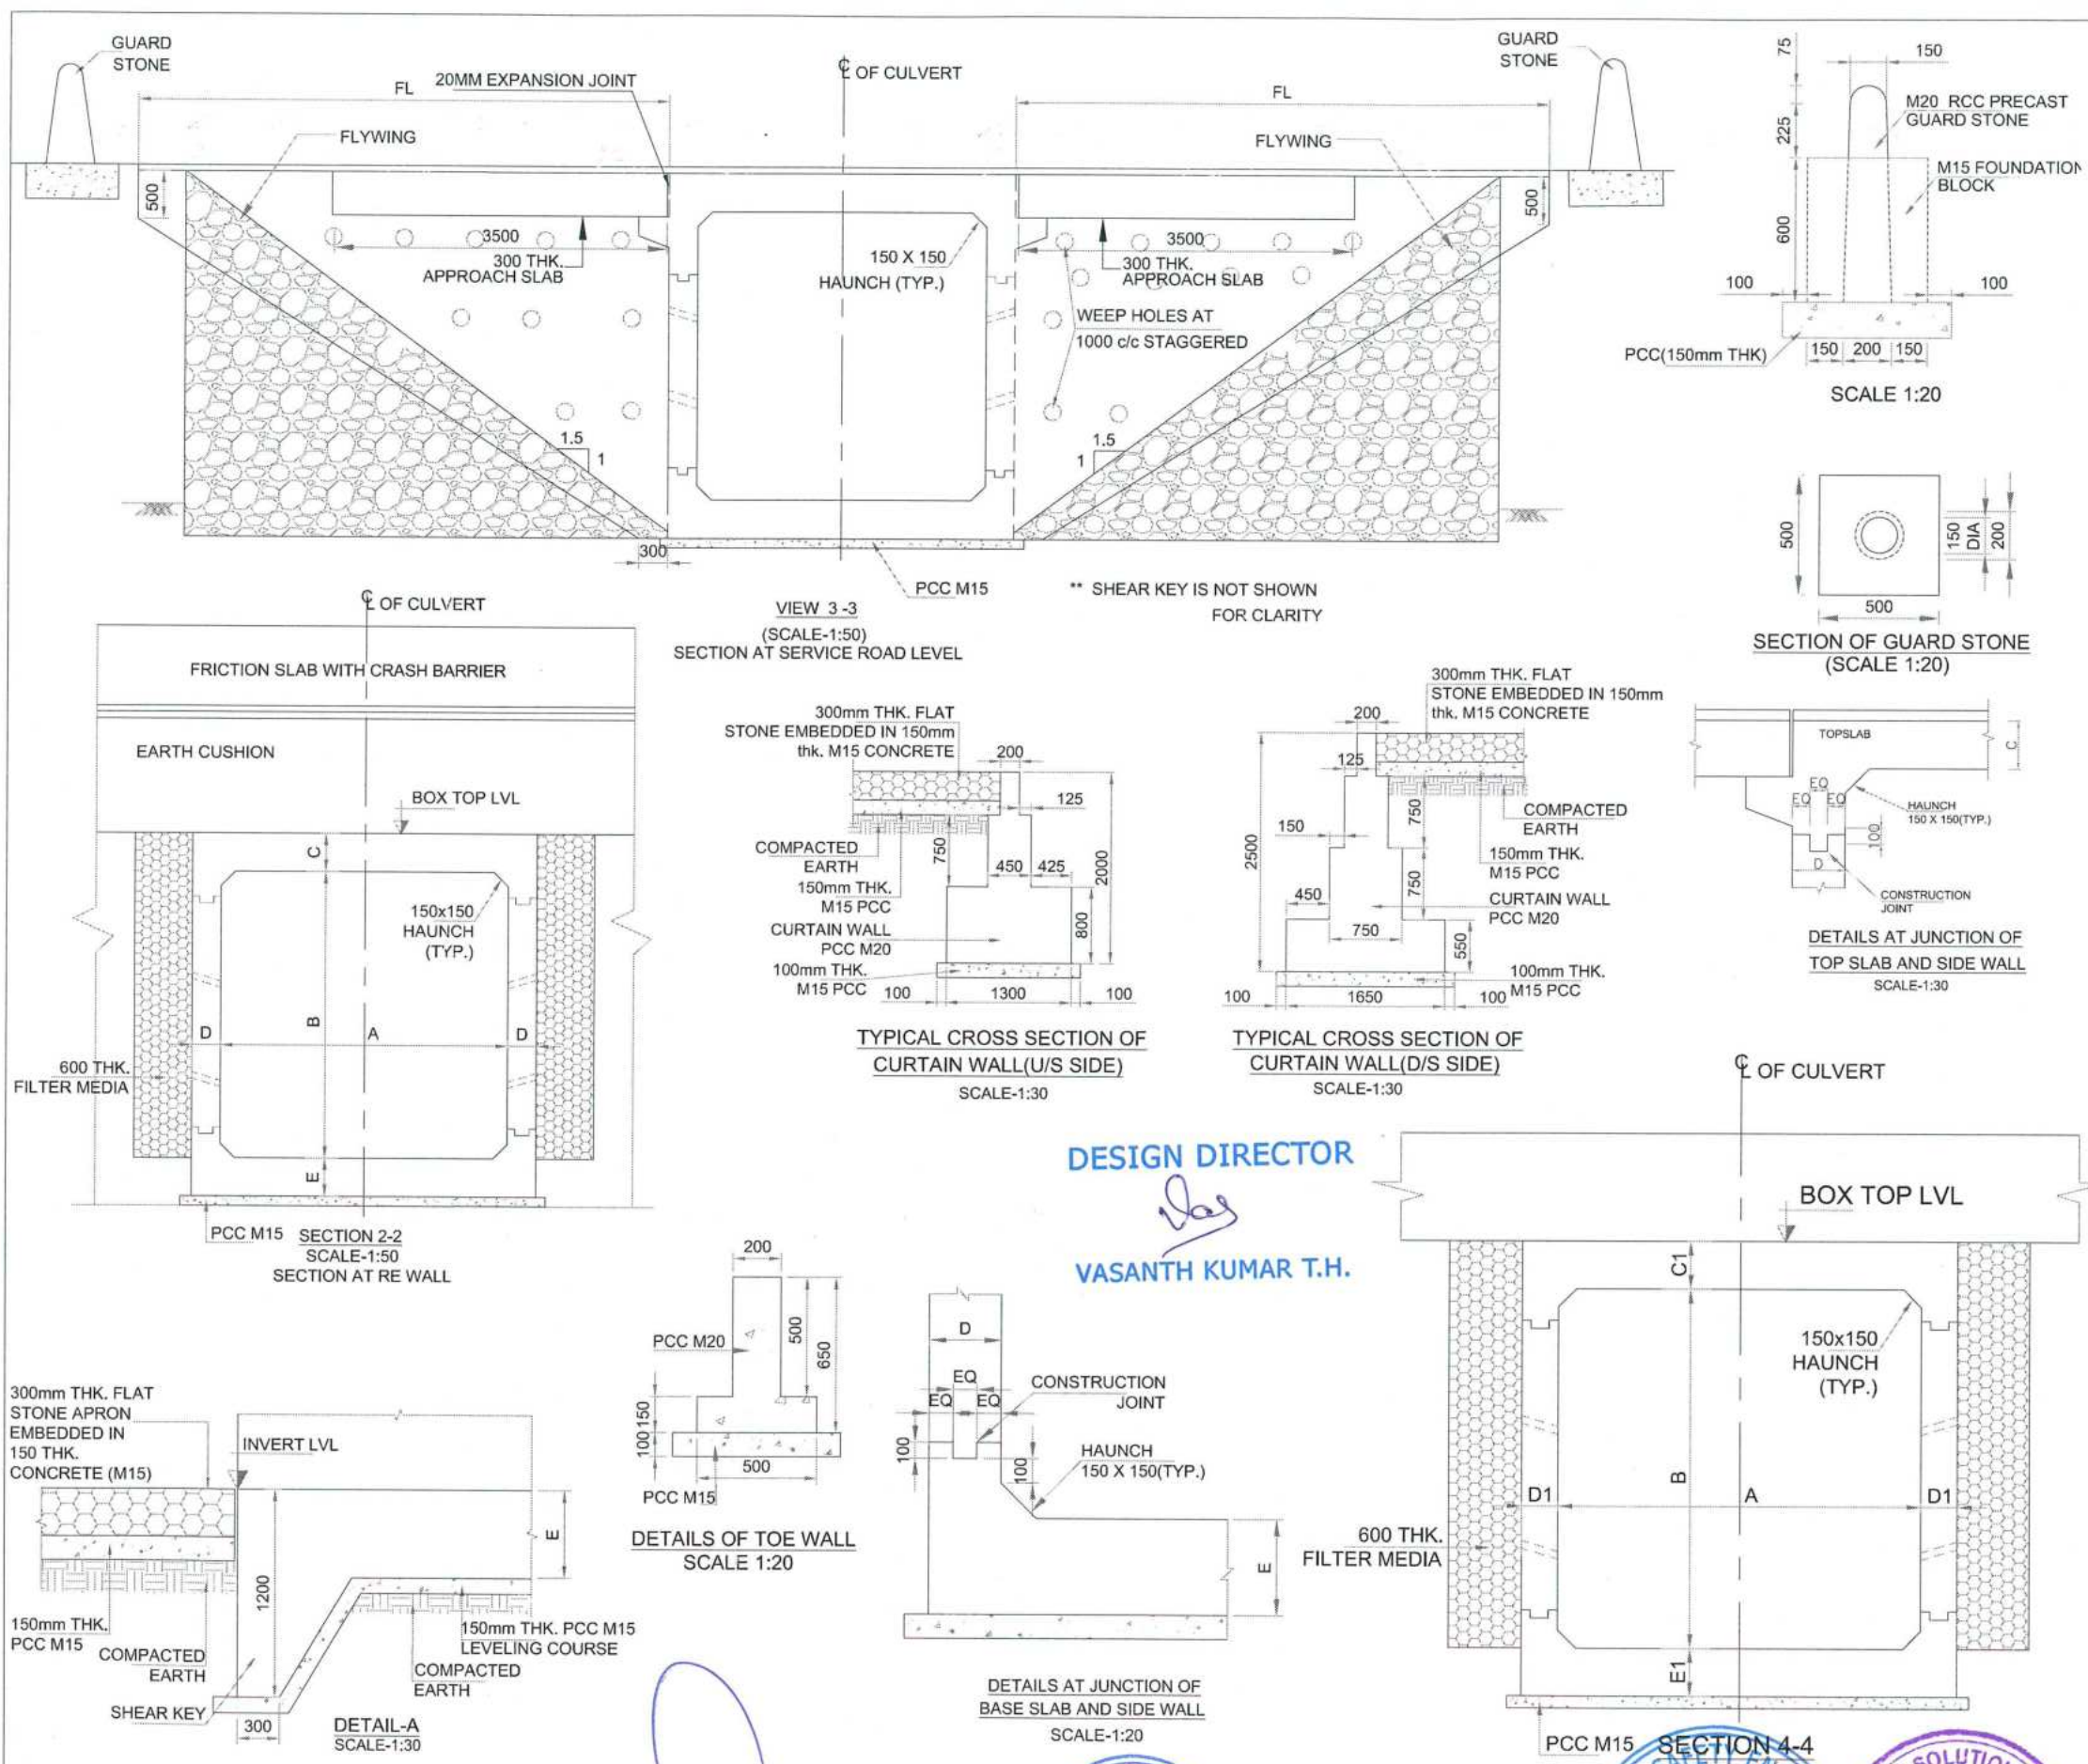 GUARD
STONE
FL
20MM EXPANSION JOINT
℄ OF CULVERT
FL
GUARD
STONE
FLYWING
FLYWING
500
3500
300 THK.
APPROACH SLAB
150 X 150
HAUNCH (TYP.)
3500
300 THK.
APPROACH SLAB
500
WEEP HOLES AT
1000 c/c STAGGERED
1.5
1
1.5
1
300
PCC M15
VIEW 3-3
(SCALE-1:50)
SECTION AT SERVICE ROAD LEVEL
** SHEAR KEY IS NOT SHOWN
FOR CLARITY
75
150
225
M20 RCC PRECAST
GUARD STONE
M15 FOUNDATION
BLOCK
600
100
100
PCC(150mm THK)
150
200
150
SCALE 1:20
500
150
DIA
200
500
SECTION OF GUARD STONE
(SCALE 1:20)
℄ OF CULVERT
FRICTION SLAB WITH CRASH BARRIER
EARTH CUSHION
BOX TOP LVL
C
150x150
HAUNCH
(TYP.)
B
D
A
D
600 THK.
FILTER MEDIA
E
PCC M15
SECTION 2-2
SCALE-1:50
SECTION AT RE WALL
300mm THK. FLAT
STONE EMBEDDED IN 150mm
thk. M15 CONCRETE
200
125
COMPACTED
EARTH
750
450
425
2000
150mm THK.
M15 PCC
CURTAIN WALL
PCC M20
800
100mm THK.
M15 PCC
100
1300
100
TYPICAL CROSS SECTION OF
CURTAIN WALL(U/S SIDE)
SCALE-1:30
300mm THK. FLAT
STONE EMBEDDED IN 150mm
thk. M15 CONCRETE
200
125
COMPACTED
EARTH
150
750
2500
150mm THK.
M15 PCC
750
450
CURTAIN WALL
PCC M20
750
550
100mm THK.
M15 PCC
100
1650
100
TYPICAL CROSS SECTION OF
CURTAIN WALL(D/S SIDE)
SCALE-1:30
TOPSLAB
C
EQ
EQ
EQ
HAUNCH
150 X 150(TYP.)
100
D
CONSTRUCTION
JOINT
DETAILS AT JUNCTION OF
TOP SLAB AND SIDE WALL
SCALE-1:30
DESIGN DIRECTOR
VASANTH KUMAR T.H.
℄ OF CULVERT
BOX TOP LVL
C1
150x150
HAUNCH
(TYP.)
B
D1
A
D1
600 THK.
FILTER MEDIA
E1
PCC M15
SECTION 4-4
300mm THK. FLAT
STONE APRON
EMBEDDED IN
150 THK.
CONCRETE (M15)
INVERT LVL
E
1200
150mm THK.
PCC M15
COMPACTED
EARTH
150mm THK. PCC M15
LEVELING COURSE
COMPACTED
EARTH
SHEAR KEY
300
DETAIL-A
SCALE-1:30
200
PCC M20
500
650
150
100
500
PCC M15
DETAILS OF TOE WALL
SCALE 1:20
D
EQ
EQ
EQ
CONSTRUCTION
JOINT
100
100
HAUNCH
150 X 150(TYP.)
E
DETAILS AT JUNCTION OF
BASE SLAB AND SIDE WALL
SCALE-1:20
SAFETY
SOLUTION